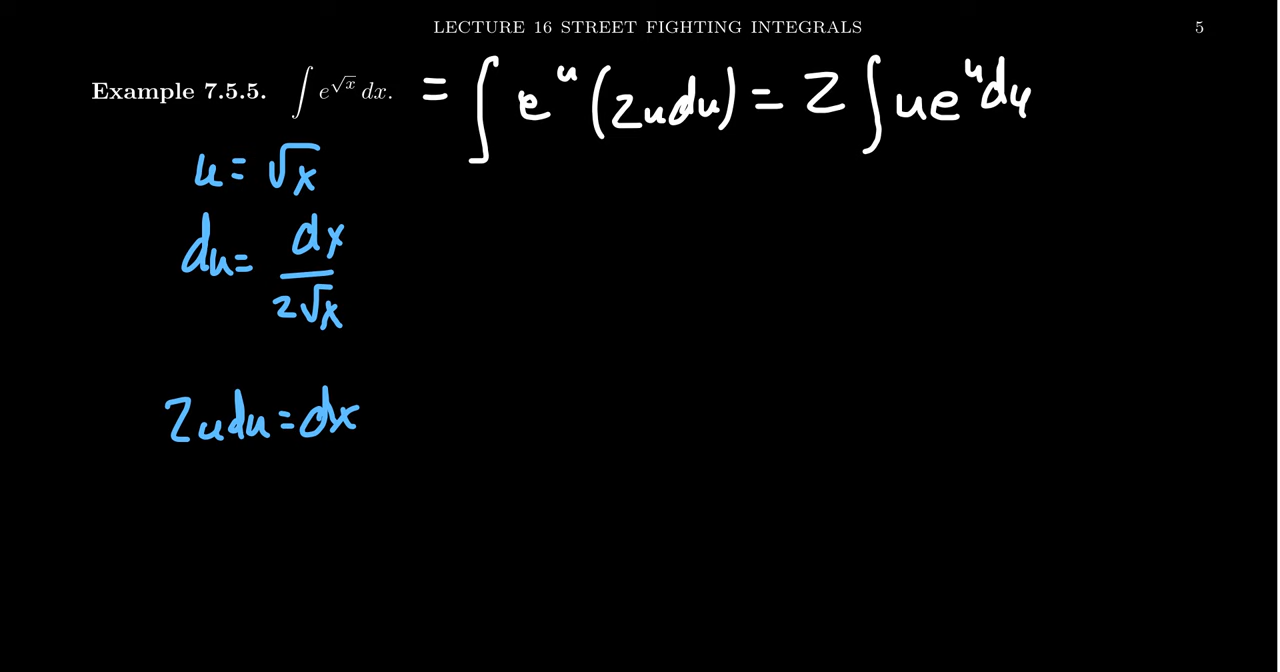 LECTURE 16 STREET FIGHTING INTEGRALS 5
Example 7.5.5. ∫ e^{√x} dx. = ∫ e^u (2u du) = 2 ∫ u e^u du
u = √x
du = dx / 2√x
2u du = dx